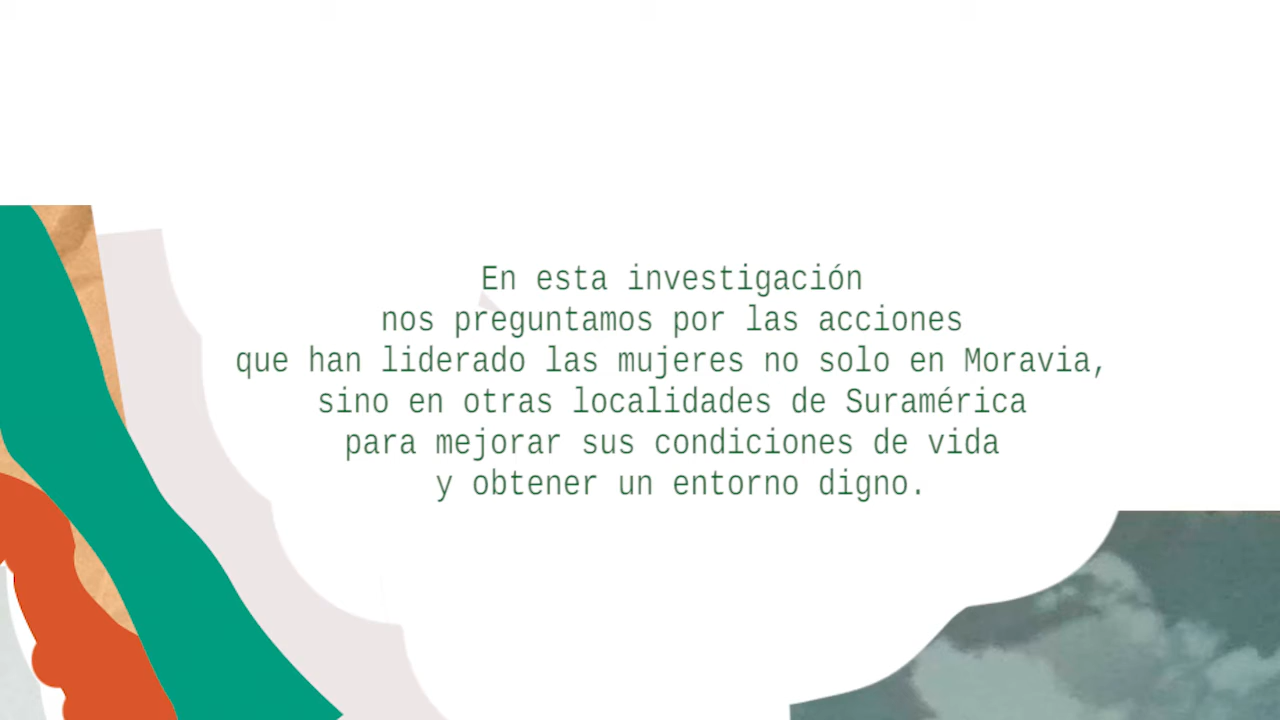 En esta investigación
nos preguntamos por las acciones
que han liderado las mujeres no solo en Moravia,
sino en otras localidades de Suramérica
para mejorar sus condiciones de vida
y obtener un entorno digno.